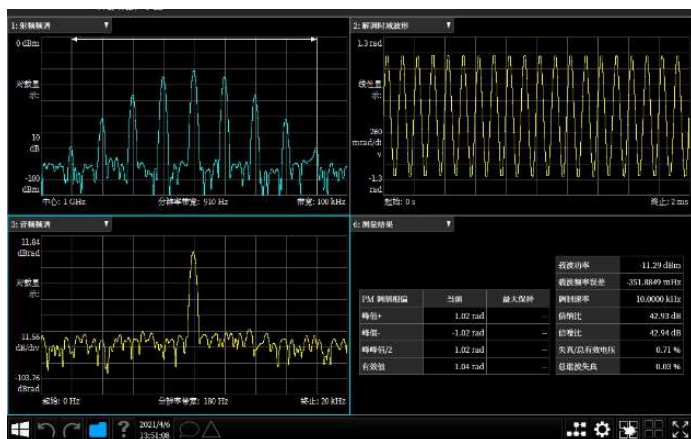 1: 射频频谱
0 dBm
对数显
示:
10
dB
-100
dBm
中心: 1 GHz
分辨率带宽: 910 Hz
带宽: 100 kHz
2: 解调时域波形
1.3 rad
线性显
示:
260
mrad/di
v
-1.3
rad
起始: 0 s
终止: 2 ms
3: 音频频谱
11.84
dBrad
对数显
示:
11.56
dB/div
-103.76
dBrad
起始: 0 Hz
分辨率带宽: 180 Hz
终止: 20 kHz
6: 测量结果
PM 调制相偏 当前 最大保持
峰值+ 1.02 rad --
峰值- -1.02 rad --
峰峰值/2 1.02 rad --
有效值 1.04 rad --
载波功率 -11.29 dBm
载波频率误差 -351.8849 mHz
调制速率 10.0000 kHz
信纳比 42.93 dB
信噪比 42.94 dB
失真/总有效电压 0.71 %
总谐波失真 0.03 %
2021/4/6
13:51:08